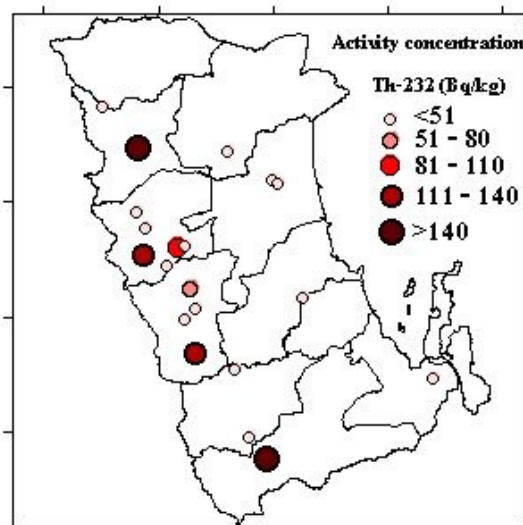 Activity concentration
Th-232 (Bq/kg)
<51
51 - 80
81 - 110
111 - 140
>140